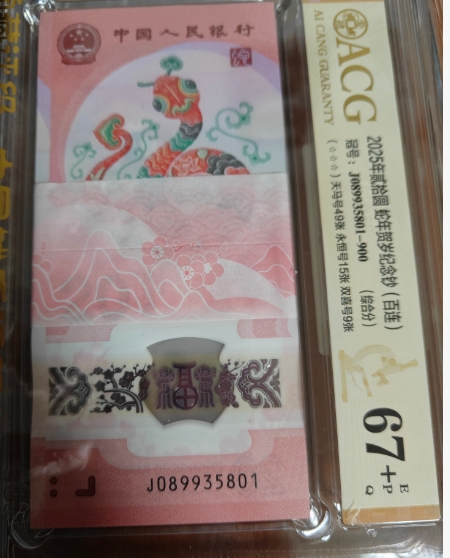 中国人民银行
福
J089935801
ACG
AI CANG GUARANTY
2025年贰拾圆 蛇年贺岁纪念钞（百连）
冠号：J089935801-900
（综合分）
（☆☆☆）天马号49张 永恒号15张 双喜号9张
67+
E
P
Q